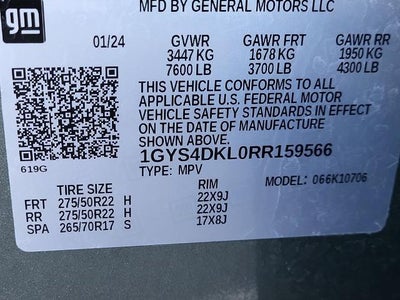 gm
MFD BY GENERAL MOTORS LLC
01/24 GVWR GAWR FRT GAWR RR
3447 KG 1678 KG 1950 KG
7600 LB 3700 LB 4300 LB
THIS VEHICLE CONFORMS TO ALL
APPLICABLE U.S. FEDERAL MOTOR
VEHICLE SAFETY STANDARDS IN
EFFECT ON THE DATE OF MANUFACTURE
SHOWN ABOVE.
619G
1GYS4DKL0RR159566
TYPE: MPV MODEL: 066K10706
TIRE SIZE RIM
FRT 275/50R22 H 22X9J
RR 275/50R22 H 22X9J
SPA 265/70R17 S 17X8J